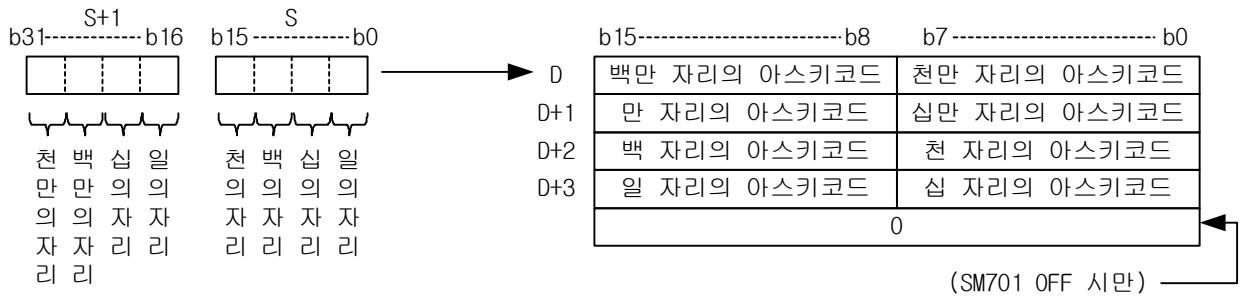 S+1
b31 b16
S
b15 b0
천만의자리
백만의자리
십의자리
일의자리
천의자리
백의자리
십의자리
일의자리
b15 b8 b7 b0
D 백만 자리의 아스키코드 천만 자리의 아스키코드
D+1 만 자리의 아스키코드 십만 자리의 아스키코드
D+2 백 자리의 아스키코드 천 자리의 아스키코드
D+3 일 자리의 아스키코드 십 자리의 아스키코드
0
(SM701 OFF 시만)